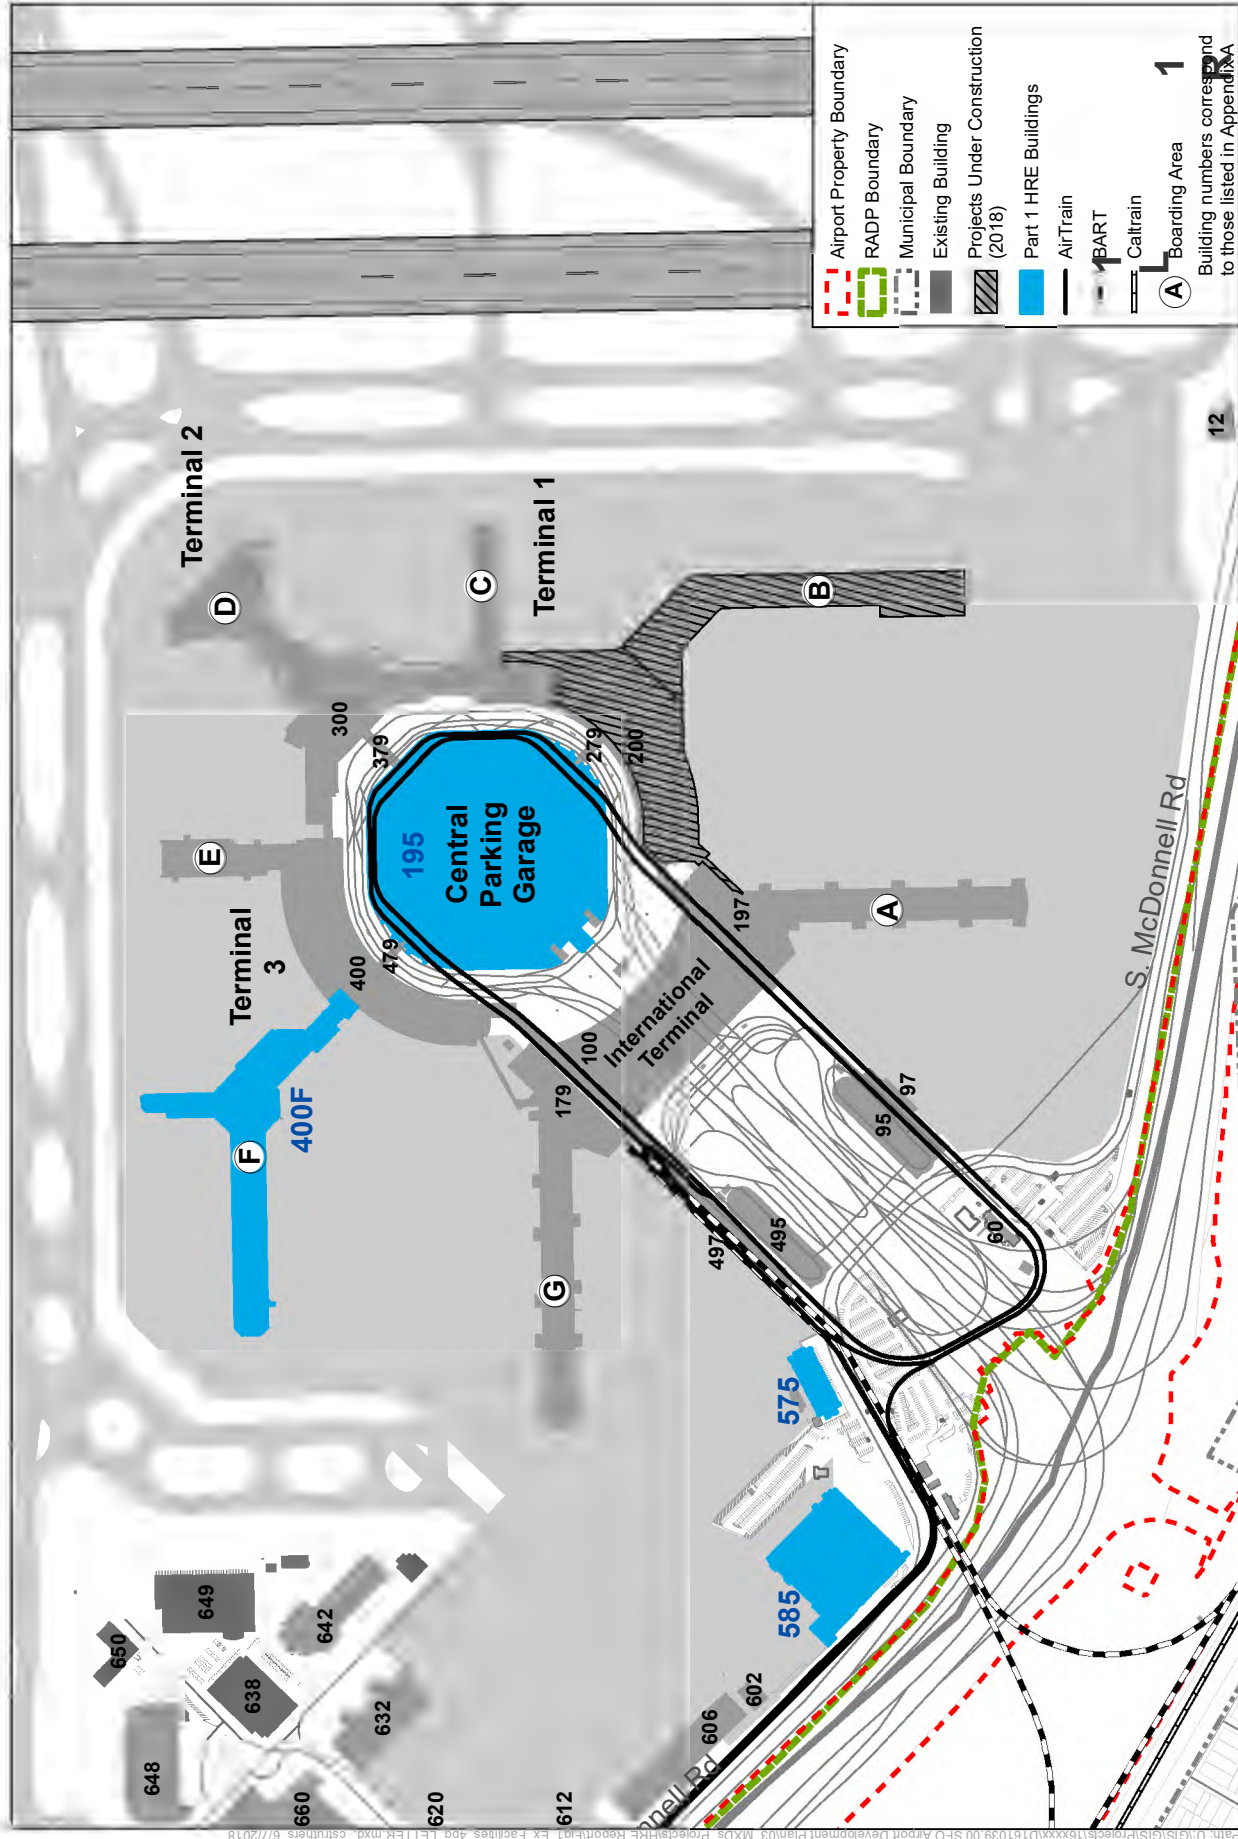 Terminal 2
D
C
Terminal 1
B
300
379
279
200
E
195
Central
Parking
Garage
Terminal
3
479
400
197
A
F
400F
100
International
Terminal
179
G
97
95
495
497
60
S. McDonnell Rd
12
575
585
649
650
642
638
632
648
602
606
660
620
612
Airport Property Boundary
RADP Boundary
Municipal Boundary
Existing Building
Projects Under Construction
(2018)
Part 1 HRE Buildings
AirTrain
BART
Caltrain
A Boarding Area
Building numbers correspond
to those listed in Appendix A